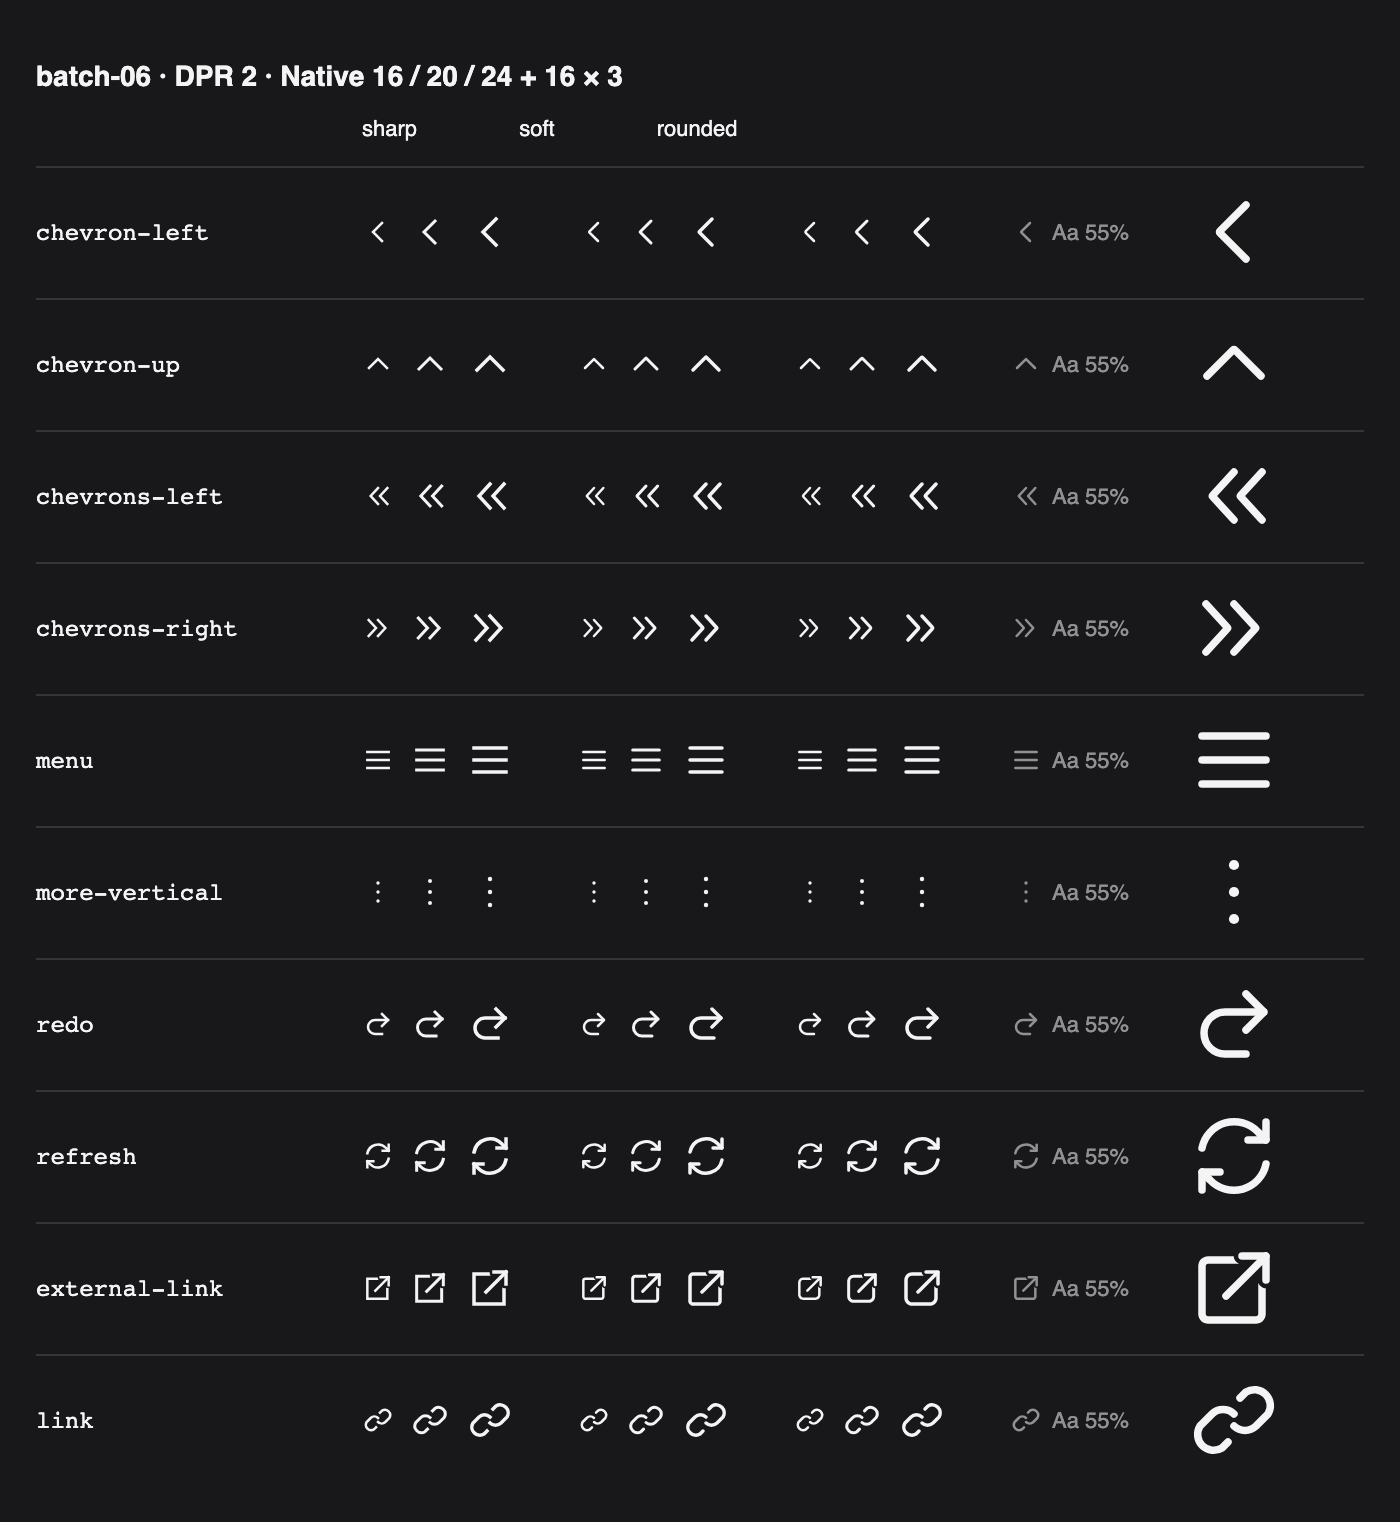 batch-06 · DPR 2 · Native 16 / 20 / 24 + 16 × 3
sharp soft rounded
chevron-left Aa 55%
chevron-up Aa 55%
chevrons-left Aa 55%
chevrons-right Aa 55%
menu Aa 55%
more-vertical Aa 55%
redo Aa 55%
refresh Aa 55%
external-link Aa 55%
link Aa 55%